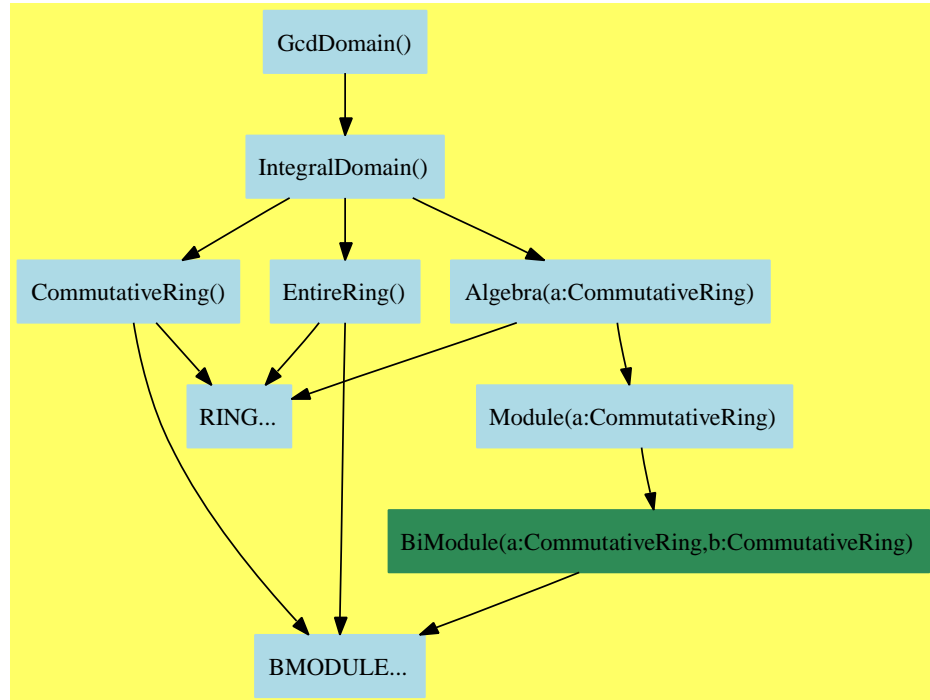 GcdDomain()
IntegralDomain()
CommutativeRing()
EntireRing()
Algebra(a:CommutativeRing)
RING...
Module(a:CommutativeRing)
BiModule(a:CommutativeRing,b:CommutativeRing)
BMODULE...